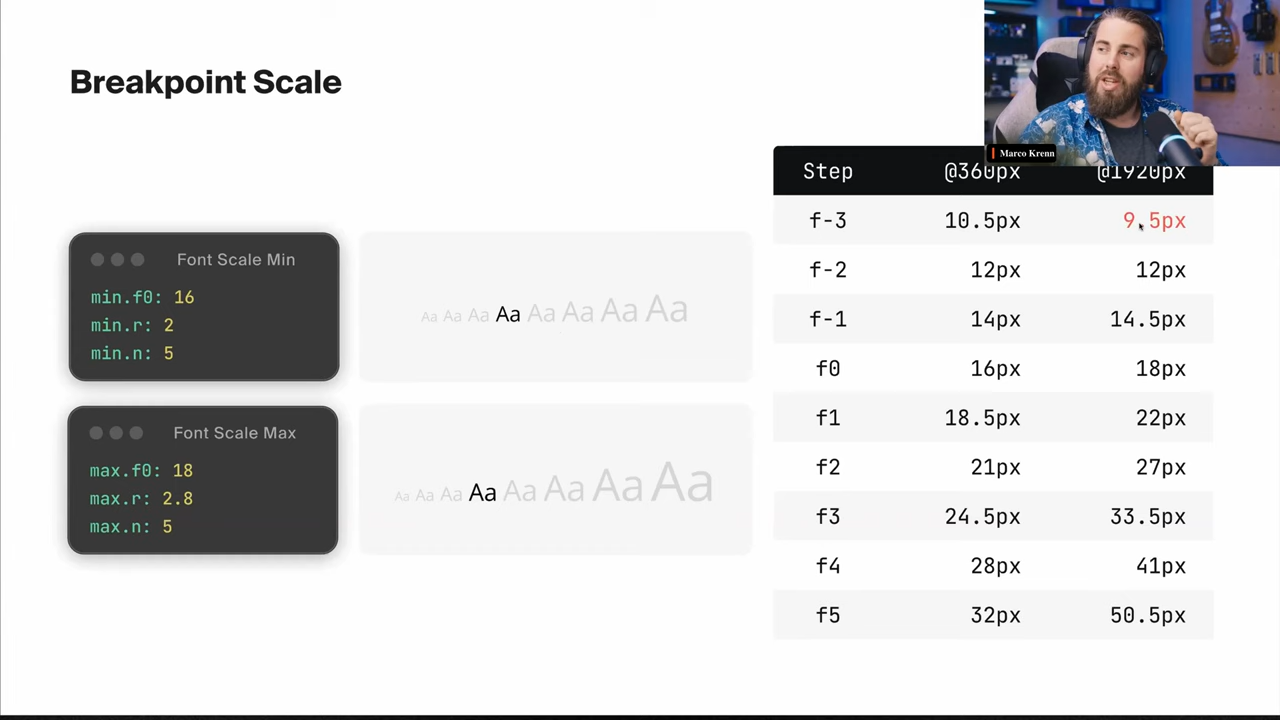 Breakpoint Scale
Marco Krenn
Font Scale Min
min.f0: 16
min.r: 2
min.n: 5
Aa Aa Aa Aa Aa Aa Aa Aa
Font Scale Max
max.f0: 18
max.r: 2.8
max.n: 5
Aa Aa Aa Aa Aa Aa Aa Aa
Step @360px @1920px
f-3 10.5px 9.5px
f-2 12px 12px
f-1 14px 14.5px
f0 16px 18px
f1 18.5px 22px
f2 21px 27px
f3 24.5px 33.5px
f4 28px 41px
f5 32px 50.5px